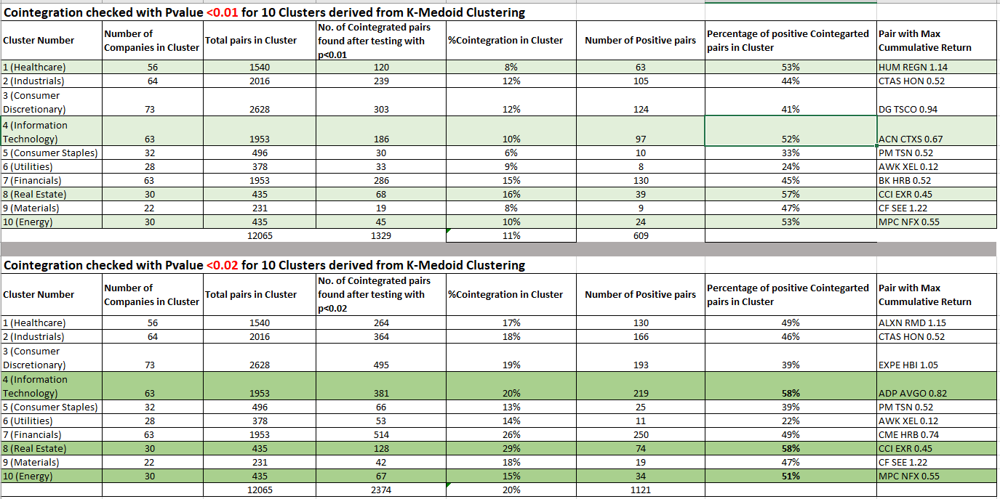 Cointegration checked with Pvalue <0.01 for 10 Clusters derived from K-Medoid Clustering
Cluster Number
Number of
Companies in Cluster
Total pairs in Cluster
No. of Cointegrated pairs
found after testing with
p<0.01
%Cointegration in Cluster
Number of Positive pairs
Percentage of positive Cointegarted
pairs in Cluster
Pair with Max
Cummulative Return
1 (Healthcare) 56 1540 120 8% 63 53% HUM REGN 1.14
2 (Industrials) 64 2016 239 12% 105 44% CTAS HON 0.52
3 (Consumer
Discretionary) 73 2628 303 12% 124 41% DG TSCO 0.94
4 (Information
Technology) 63 1953 186 10% 97 52% ACN CTXS 0.67
5 (Consumer Staples) 32 496 30 6% 10 33% PM TSN 0.52
6 (Utilities) 28 378 33 9% 8 24% AWK XEL 0.12
7 (Financials) 63 1953 286 15% 130 45% BK HRB 0.52
8 (Real Estate) 30 435 68 16% 39 57% CCI EXR 0.45
9 (Materials) 22 231 19 8% 9 47% CF SEE 1.22
10 (Energy) 30 435 45 10% 24 53% MPC NFX 0.55
12065 1329 11% 609
Cointegration checked with Pvalue <0.02 for 10 Clusters derived from K-Medoid Clustering
Cluster Number
Number of
Companies in Cluster
Total pairs in Cluster
No. of Cointegrated pairs
found after testing with
p<0.02
%Cointegration in Cluster
Number of Positive pairs
Percentage of positive Cointegarted
pairs in Cluster
Pair with Max
Cummulative Return
1 (Healthcare) 56 1540 264 17% 130 49% ALXN RMD 1.15
2 (Industrials) 64 2016 364 18% 166 46% CTAS HON 0.52
3 (Consumer
Discretionary) 73 2628 495 19% 193 39% EXPE HBI 1.05
4 (Information
Technology) 63 1953 381 20% 219 58% ADP AVGO 0.82
5 (Consumer Staples) 32 496 66 13% 25 39% PM TSN 0.52
6 (Utilities) 28 378 53 14% 11 22% AWK XEL 0.12
7 (Financials) 63 1953 514 26% 250 49% CME HRB 0.74
8 (Real Estate) 30 435 128 29% 74 58% CCI EXR 0.45
9 (Materials) 22 231 42 18% 19 47% CF SEE 1.22
10 (Energy) 30 435 67 15% 34 51% MPC NFX 0.55
12065 2374 20% 1121